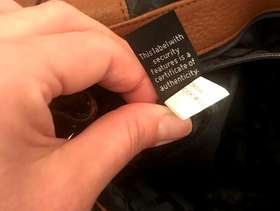 This label with
security
features is a
certificate of
authenticity.